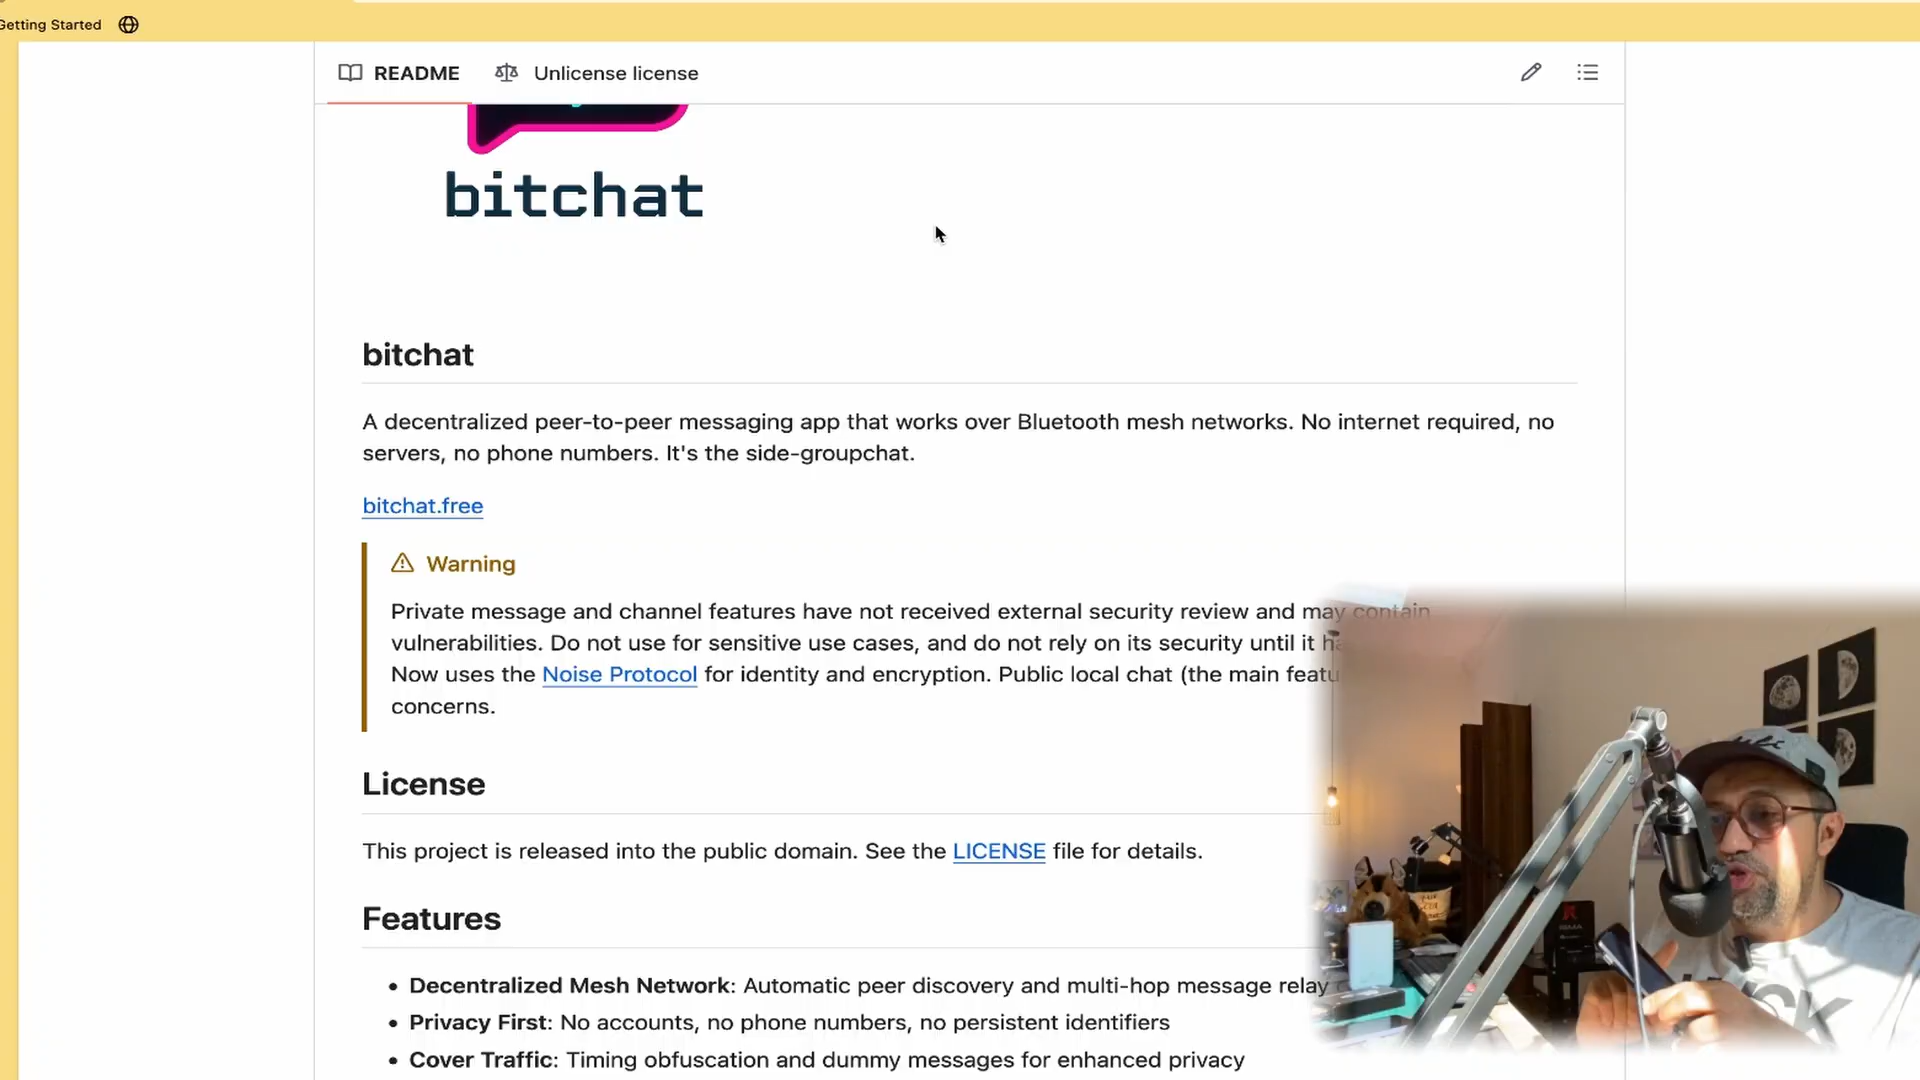 Getting Started
README Unlicense license
bitchat
bitchat
A decentralized peer-to-peer messaging app that works over Bluetooth mesh networks. No internet required, no
servers, no phone numbers. It's the side-groupchat.
bitchat.free
Warning
Private message and channel features have not received external security review and may contain
vulnerabilities. Do not use for sensitive use cases, and do not rely on its security until it
Now uses the Noise Protocol for identity and encryption. Public local chat (the main
concerns.
License
This project is released into the public domain. See the LICENSE file for details.
Features
• Decentralized Mesh Network: Automatic peer discovery and multi-hop message relay
• Privacy First: No accounts, no phone numbers, no persistent identifiers
• Cover Traffic: Timing obfuscation and dummy messages for enhanced privacy